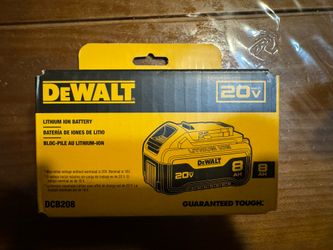 DEWALT
20V
LITHIUM ION BATTERY
BATERÍA DE IONES DE LITIO
BLOC-PILE AU LITHIUM-ION
DEWALT
20V
8
AH
8
AH
DCB208
GUARANTEED TOUGH.